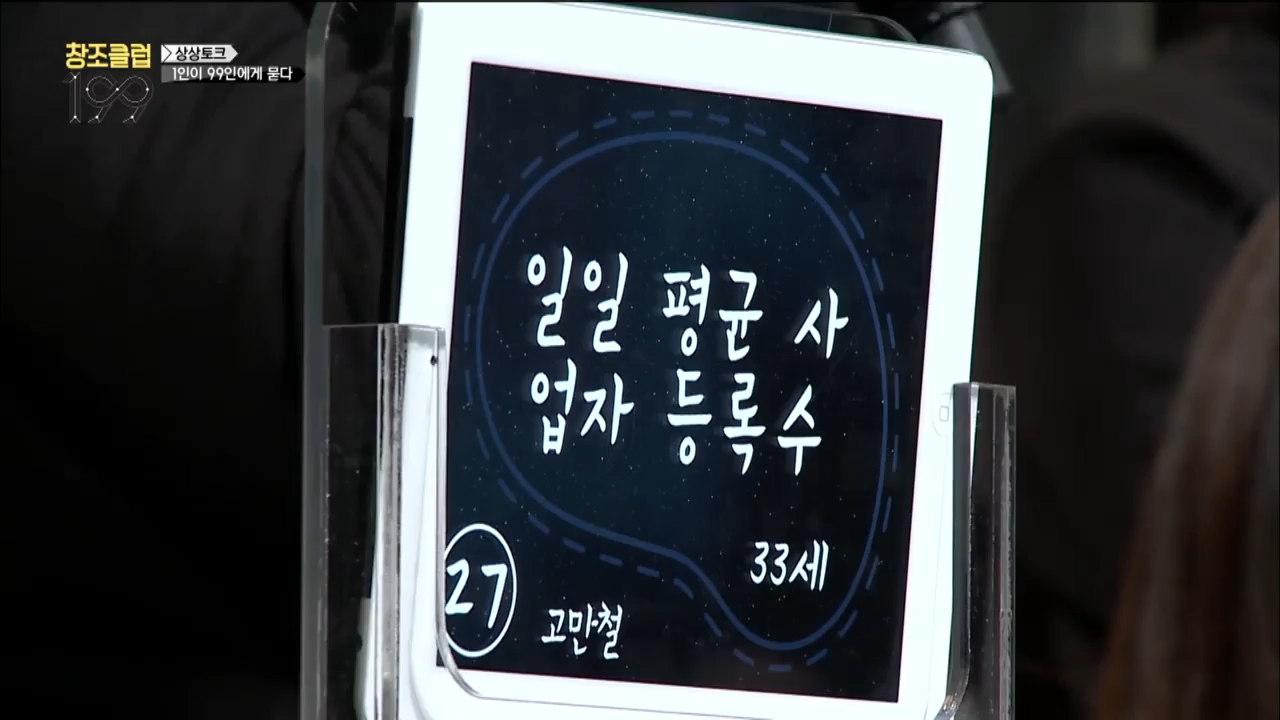 창조클럽
199
상상토크
1인이 99인에게 묻다
일일 평균 사
업자 등록수
33세
27
고만철